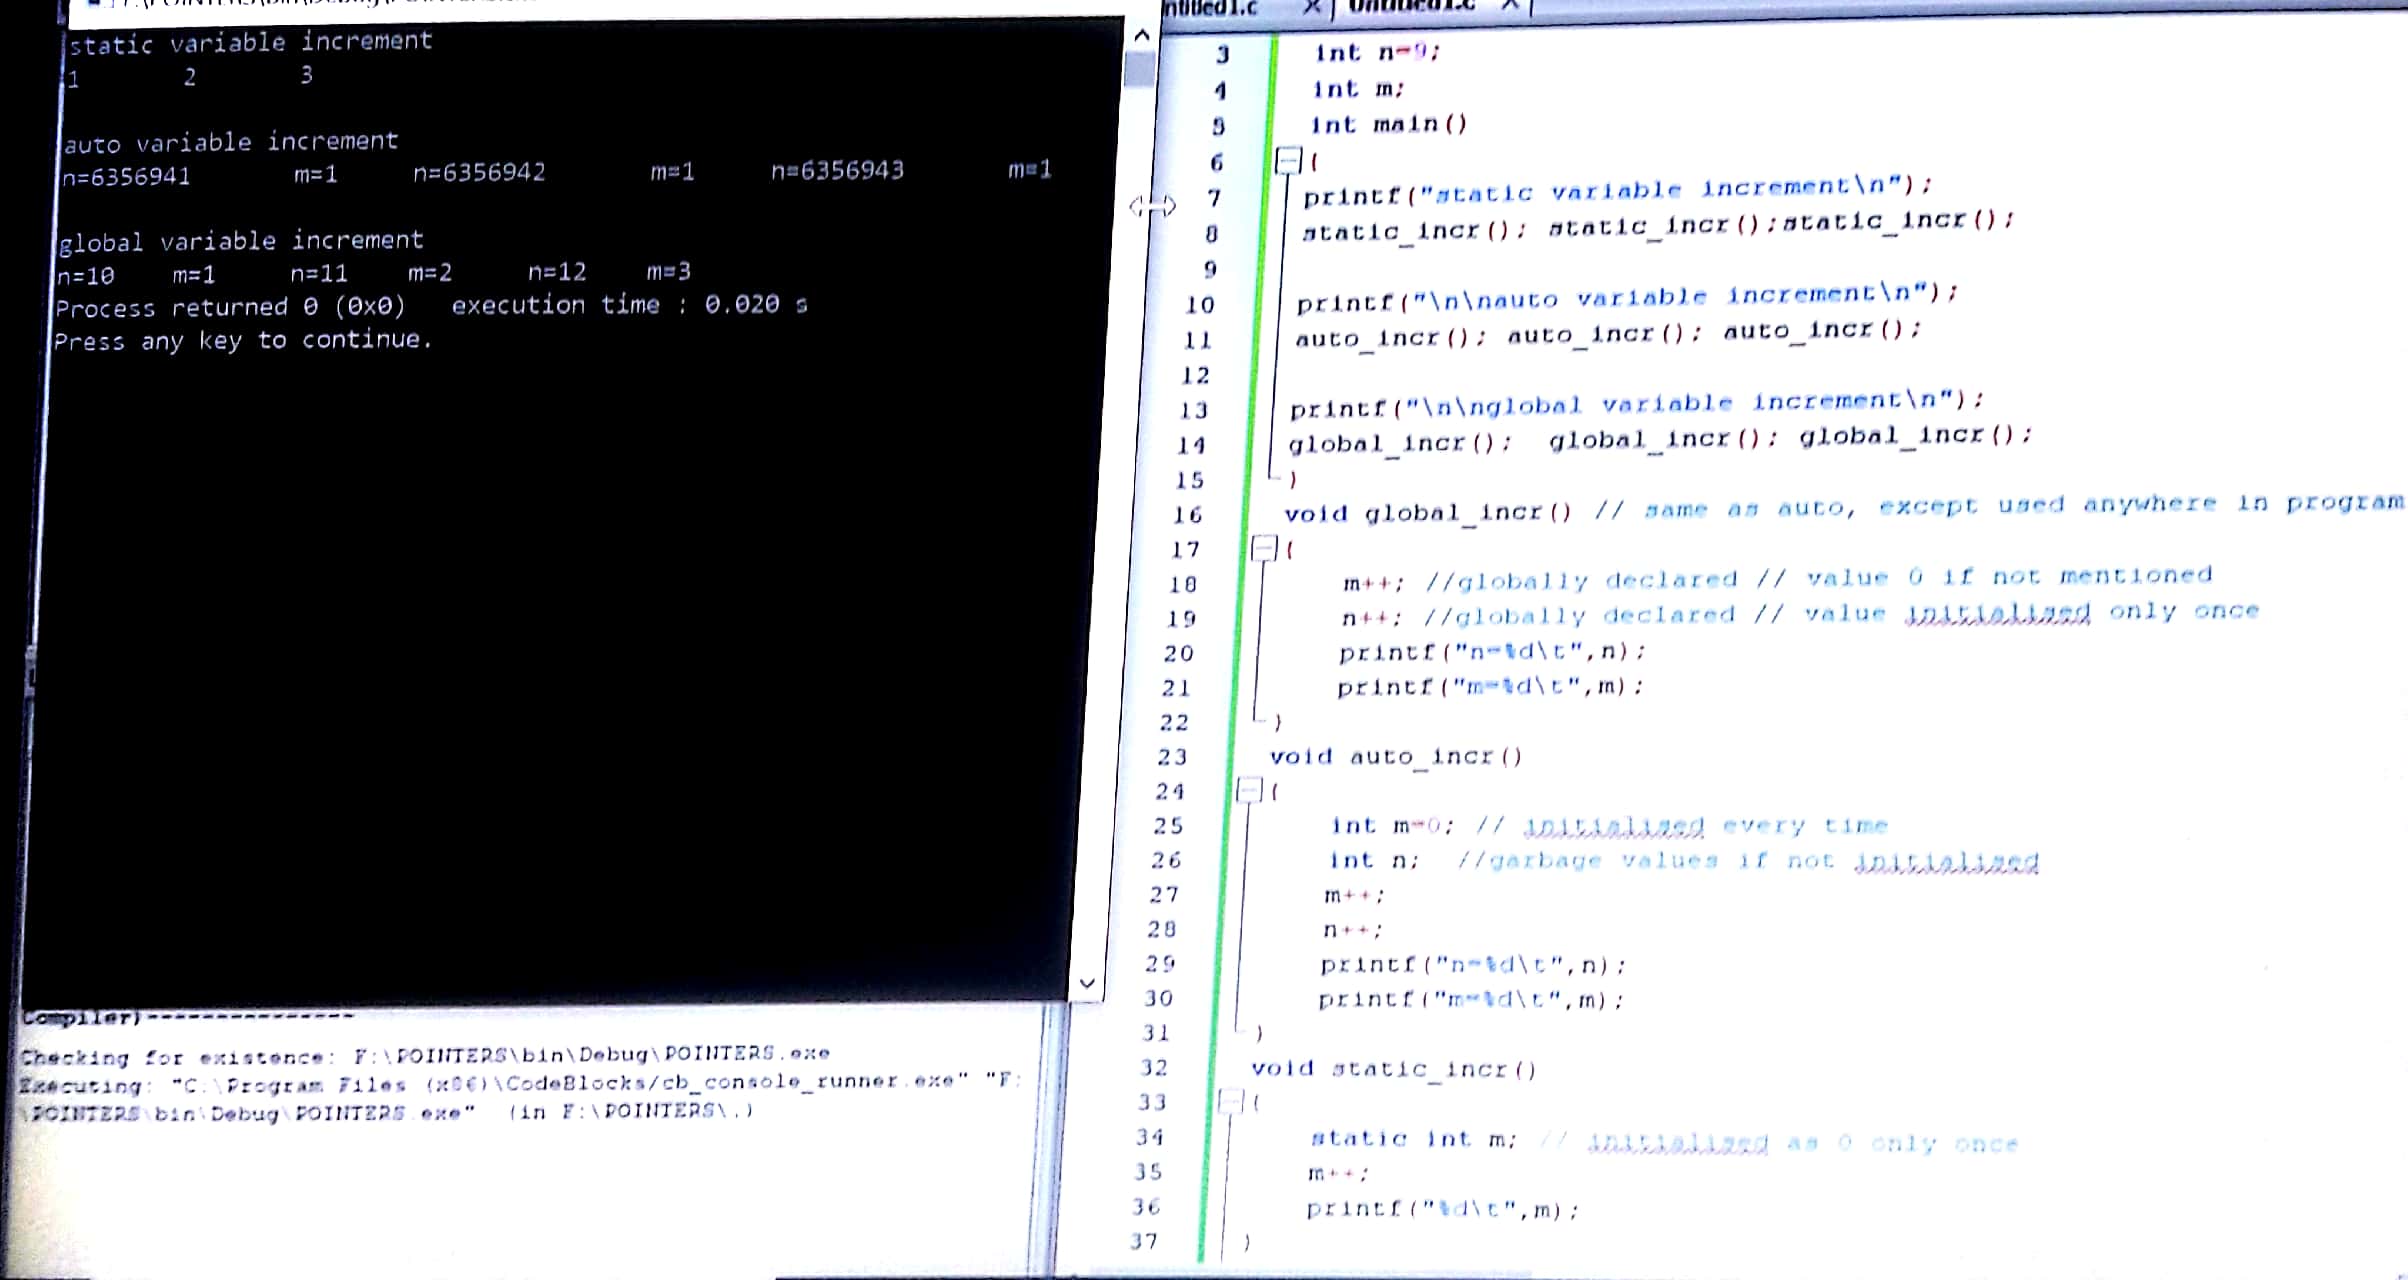 static variable increment
1 2 3
auto variable increment
n=6356941 m=1 n=6356942 m=1 n=6356943 m=1
global variable increment
n=10 m=1 n=11 m=2 n=12 m=3
Process returned 0 (0x0) execution time : 0.020 s
Press any key to continue.
Compiler)----------------
Checking for existence: F:\POINTERS\bin\Debug\POINTERS.exe
Executing: "C:\Program Files (x86)\CodeBlocks/cb_console_runner.exe" "F:
\POINTERS\bin\Debug\POINTERS.exe" (in F:\POINTERS\.)
3 int n=9;
4 int m;
5 int main()
6 {
7 printf("static variable increment\n");
8 static_incr(); static_incr();static_incr();
9
10 printf("\n\nauto variable increment\n");
11 auto_incr(); auto_incr(); auto_incr();
12
13 printf("\n\nglobal variable increment\n");
14 global_incr(); global_incr(); global_incr();
15 }
16 void global_incr() // same as auto, except used anywhere in program
17 {
18 m++; //globally declared // value 0 if not mentioned
19 n++; //globally declared // value initialised only once
20 printf("n=%d\t",n);
21 printf("m=%d\t",m);
22 }
23 void auto_incr()
24 {
25 int m=0; // initialised every time
26 int n; //garbage values if not initialised
27 m++;
28 n++;
29 printf("n=%d\t",n);
30 printf("m=%d\t",m);
31 }
32 void static_incr()
33 {
34 static int m; // initialised as 0 only once
35 m++;
36 printf("%d\t",m);
37 }